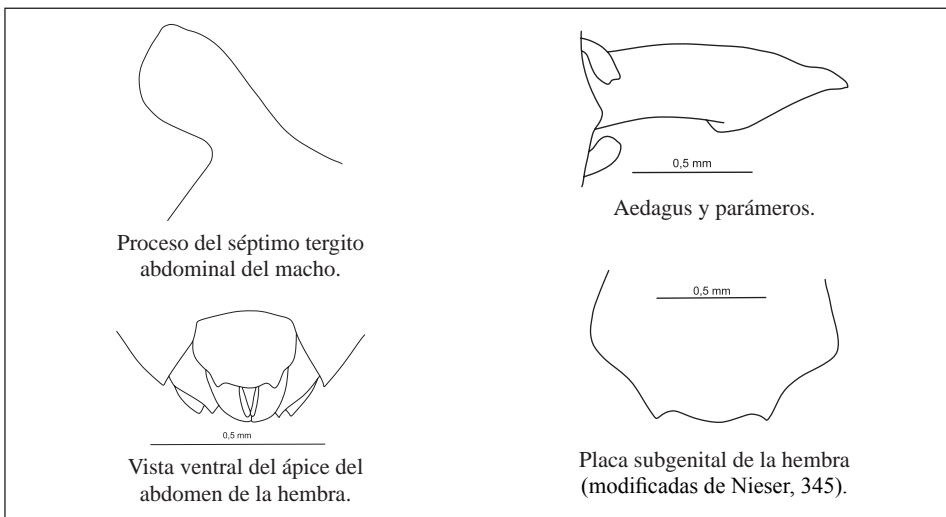 Proceso del séptimo tergito
abdominal del macho.
0,5 mm
Aedagus y parámeros.
0,5 mm
Vista ventral del ápice del
abdomen de la hembra.
0,5 mm
Placa subgenital de la hembra
(modificadas de Nieser, 345).